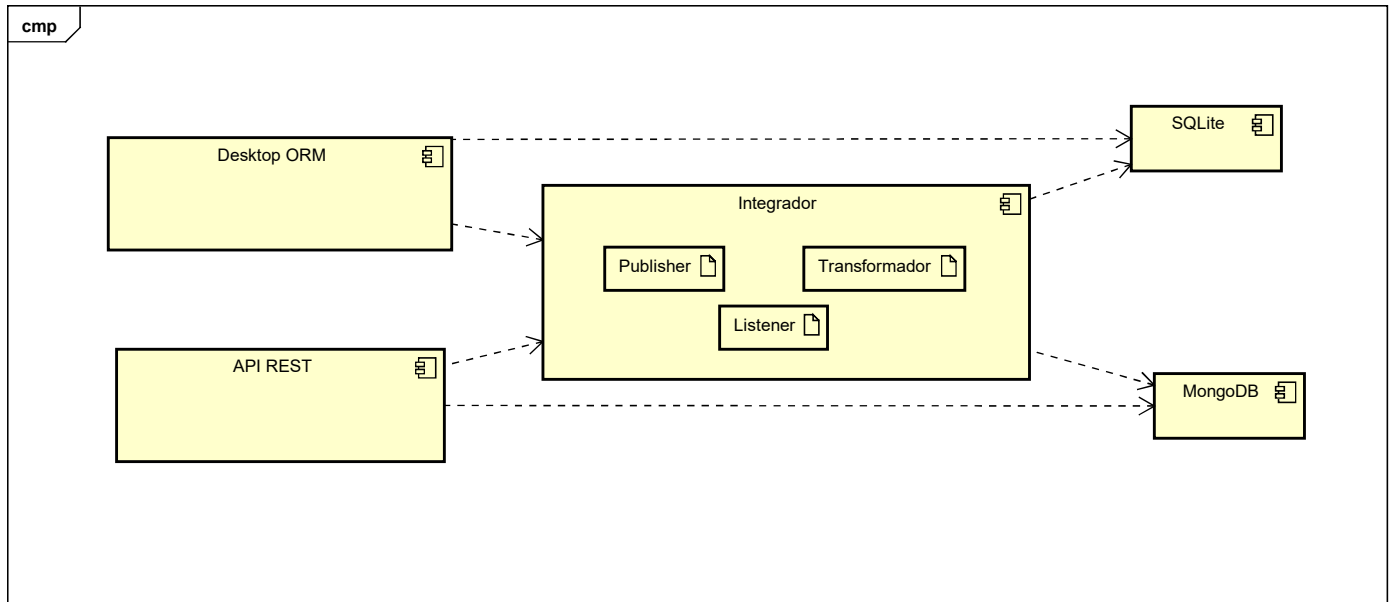 cmp
Desktop ORM
SQLite
Integrador
Publisher
Transformador
Listener
API REST
MongoDB